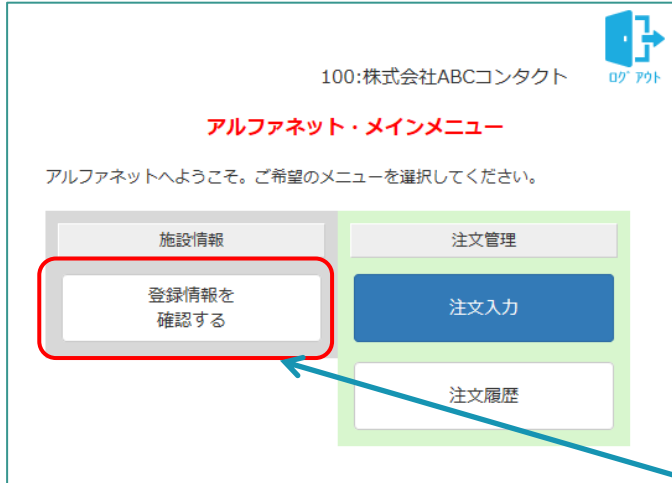 100:株式会社ABCコンタクト
ログアウト
アルファネット・メインメニュー
アルファネットへようこそ。ご希望のメニューを選択してください。
施設情報
注文管理
登録情報を
確認する
注文入力
注文履歴